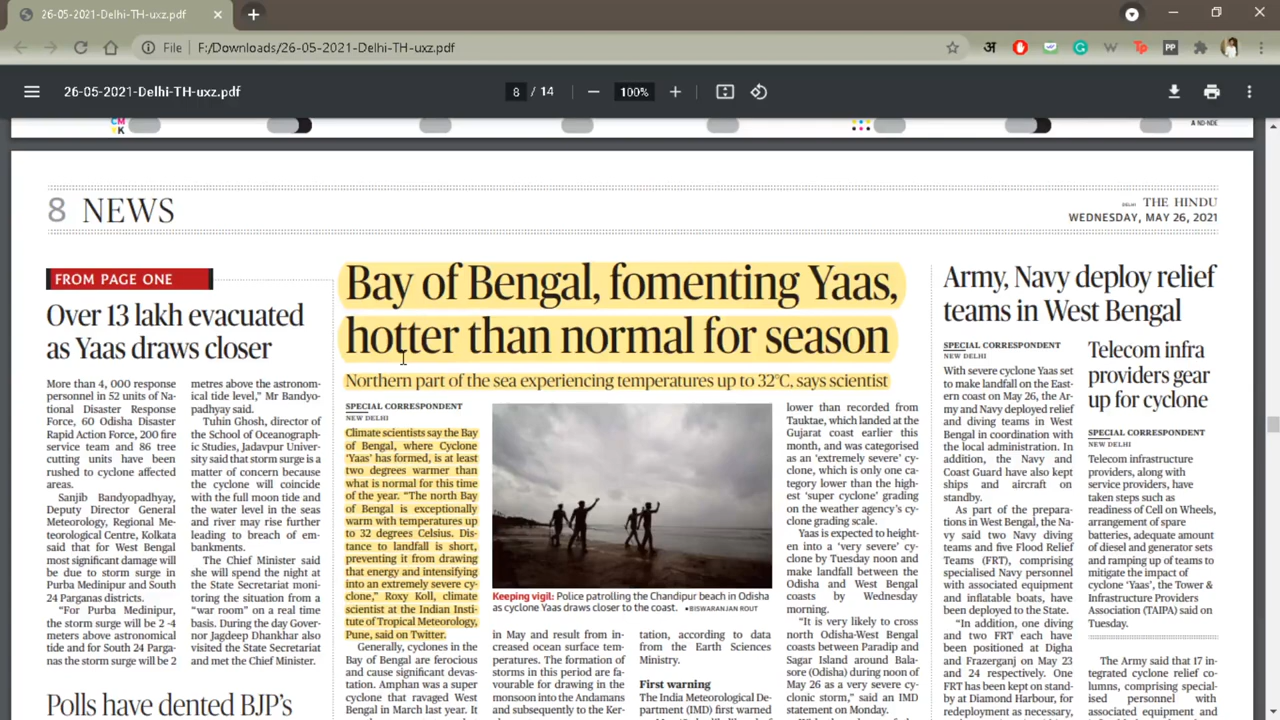 26-05-2021-Delhi-TH-uxz.pdf
File
F:/Downloads/26-05-2021-Delhi-TH-uxz.pdf
अ
W
Tp
PP
26-05-2021-Delhi-TH-uxz.pdf
8 / 14
100%
CM
YK
A ND-NDE
8 NEWS
DELHI THE HINDU
WEDNESDAY, MAY 26, 2021
FROM PAGE ONE
Over 13 lakh evacuated
as Yaas draws closer
More than 4, 000 response
personnel in 52 units of Na-
tional Disaster Response
Force, 60 Odisha Disaster
Rapid Action Force, 200 fire
service team and 86 tree
cutting units have been
rushed to cyclone affected
areas.
Sanjib Bandyopadhyay,
Deputy Director General
Meteorology, Regional Me-
teorological Centre, Kolkata
said that for West Bengal
most significant damage will
be due to storm surge in
Purba Medinipur and South
24 Parganas districts.
“For Purba Medinipur,
the storm surge will be 2 -4
meters above astronomical
tide and for South 24 Parga-
nas the storm surge will be 2
metres above the astronom-
ical tide level,” Mr Bandyo-
padhyay said.
Tuhin Ghosh, director of
the School of Oceanograph-
ic Studies, Jadavpur Univer-
sity said that storm surge is a
matter of concern because
the cyclone will coincide
with the full moon tide and
the water level in the seas
and river may rise further
leading to breach of em-
bankments.
The Chief Minister said
she will spend the night at
the State Secretariat moni-
toring the situation from a
“war room” on a real time
basis. During the day Gover-
nor Jagdeep Dhankhar also
visited the State Secretariat
and met the Chief Minister.
Polls have dented BJP’s
Bay of Bengal, fomenting Yaas,
hotter than normal for season
Northern part of the sea experiencing temperatures up to 32°C, says scientist
SPECIAL CORRESPONDENT
NEW DELHI
Climate scientists say the Bay
of Bengal, where Cyclone
‘Yaas’ has formed, is at least
two degrees warmer than
what is normal for this time
of the year. “The north Bay
of Bengal is exceptionally
warm with temperatures up
to 32 degrees Celsius. Dis-
tance to landfall is short,
preventing it from drawing
that energy and intensifying
into an extremely severe cy-
clone,” Roxy Koll, climate
scientist at the Indian Insti-
tute of Tropical Meteorology,
Pune, said on Twitter.
Generally, cyclones in the
Bay of Bengal are ferocious
and cause significant devas-
tation. Amphan was a super
cyclone that ravaged West
Bengal in March last year. It
Keeping vigil: Police patrolling the Chandipur beach in Odisha
as cyclone Yaas draws closer to the coast. •BISWARANJAN ROUT
in May and result from in-
creased ocean surface tem-
peratures. The formation of
storms in this period are fa-
vourable for drawing in the
monsoon into the Andamans
and subsequently to the Ker-
tation, according to data
from the Earth Sciences
Ministry.
First warning
The India Meteorological De-
partment (IMD) first warned
lower than recorded from
Tauktae, which landed at the
Gujarat coast earlier this
month, and was categorised
as an ‘extremely severe’ cy-
clone, which is only one ca-
tegory lower than the high-
est ‘super cyclone’ grading
on the weather agency’s cy-
clone grading scale.
Yaas is expected to height-
en into a ‘very severe’ cy-
clone by Tuesday noon and
make landfall between the
Odisha and West Bengal
coasts by Wednesday
morning.
“It is very likely to cross
north Odisha-West Bengal
coasts between Paradip and
Sagar Island around Bala-
sore (Odisha) during noon of
May 26 as a very severe cy-
clonic storm,” said an IMD
statement on Monday.
Army, Navy deploy relief
teams in West Bengal
SPECIAL CORRESPONDENT
NEW DELHI
With severe cyclone Yaas set
to make landfall on the East-
ern coast on May 26, the Ar-
my and Navy deployed relief
and diving teams in West
Bengal in coordination with
the local administration. In
addition, the Navy and
Coast Guard have also kept
ships and aircraft on
standby.
As part of the prepara-
tions in West Bengal, the Na-
vy said two Navy diving
teams and five Flood Relief
Teams (FRT), comprising
specialised Navy personnel
with associated equipment
and inflatable boats, have
been deployed to the State.
“In addition, one diving
and two FRT each have
been positioned at Digha
and Frazerganj on May 23
and 24 respectively. One
FRT has been kept on stand-
by at Diamond Harbour, for
redeployment as necessary,
Telecom infra
providers gear
up for cyclone
SPECIAL CORRESPONDENT
NEW DELHI
Telecom infrastructure
providers, along with
service providers, have
taken steps such as
readiness of Cell on Wheels,
arrangement of spare
batteries, adequate amount
of diesel and generator sets
and ramping up of teams to
mitigate the impact of
cyclone ‘Yaas’, the Tower &
Infrastructure Providers
Association (TAIPA) said on
Tuesday.
The Army said that 17 in-
tegrated cyclone relief co-
lumns, comprising special-
ised personnel with
associated equipment and